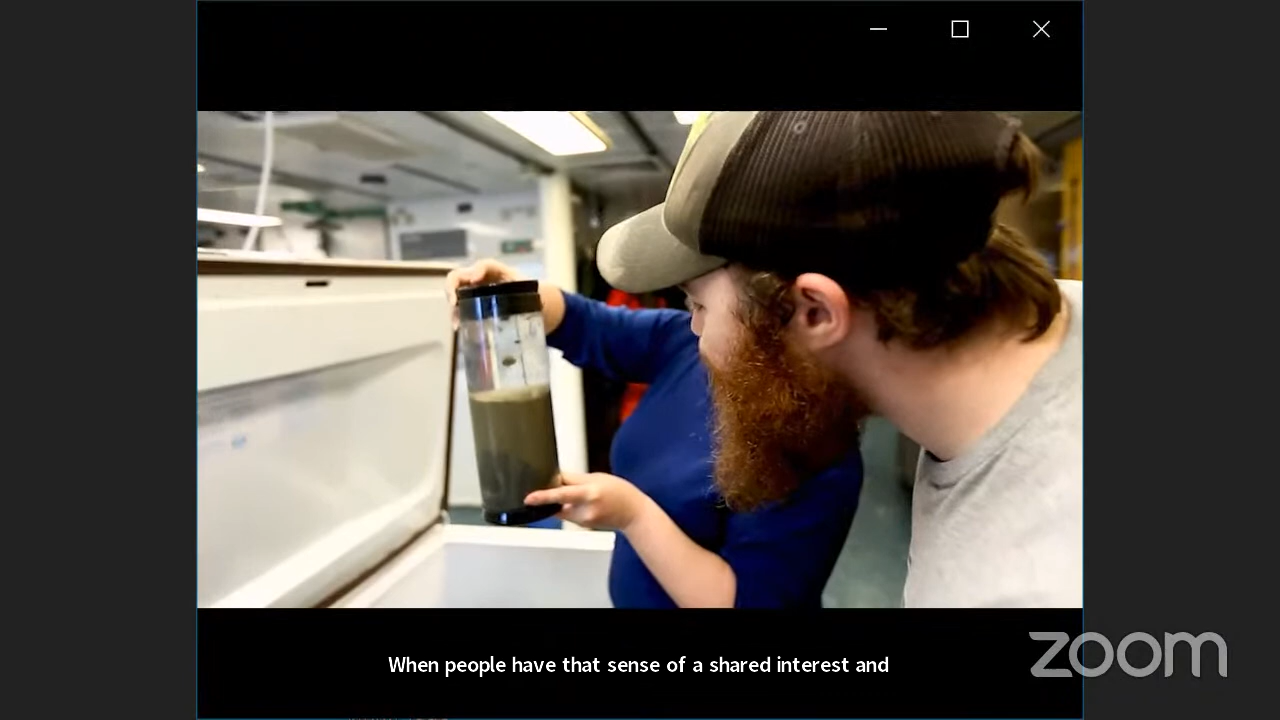 When people have that sense of a shared interest and
zoom